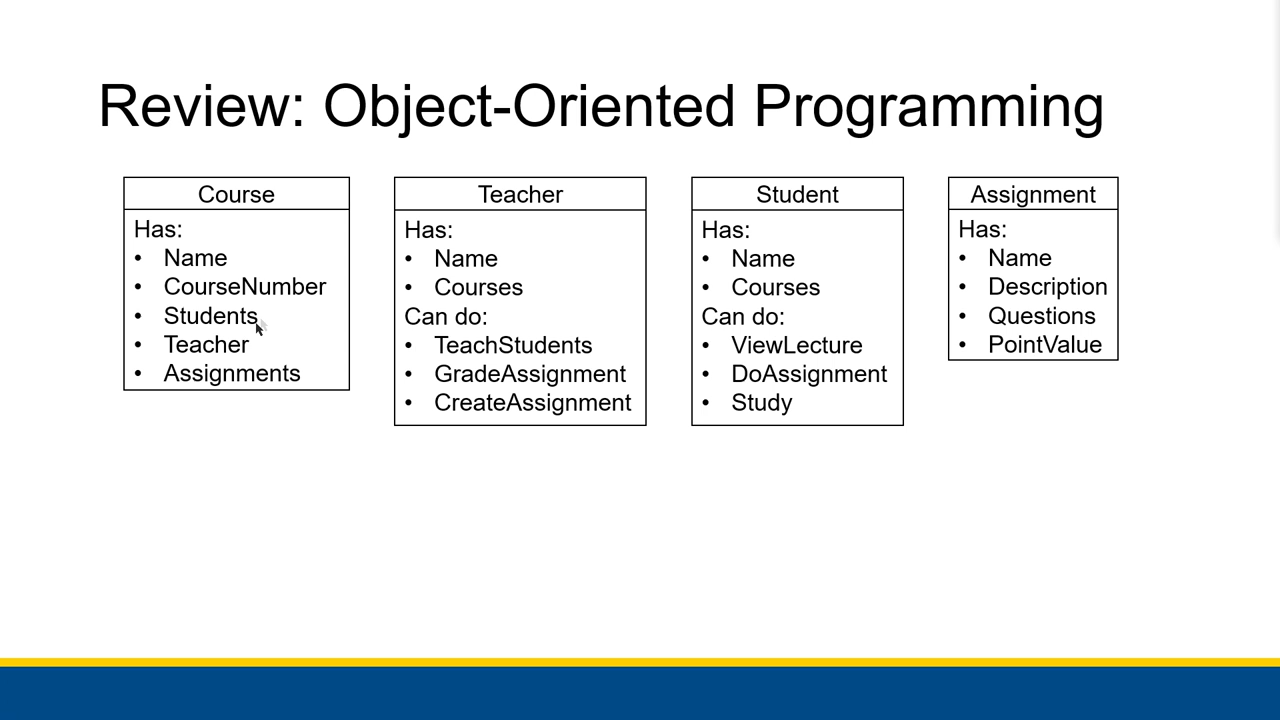 Review: Object-Oriented Programming
Course
Has:
• Name
• CourseNumber
• Students
• Teacher
• Assignments
Teacher
Has:
• Name
• Courses
Can do:
• TeachStudents
• GradeAssignment
• CreateAssignment
Student
Has:
• Name
• Courses
Can do:
• ViewLecture
• DoAssignment
• Study
Assignment
Has:
• Name
• Description
• Questions
• PointValue